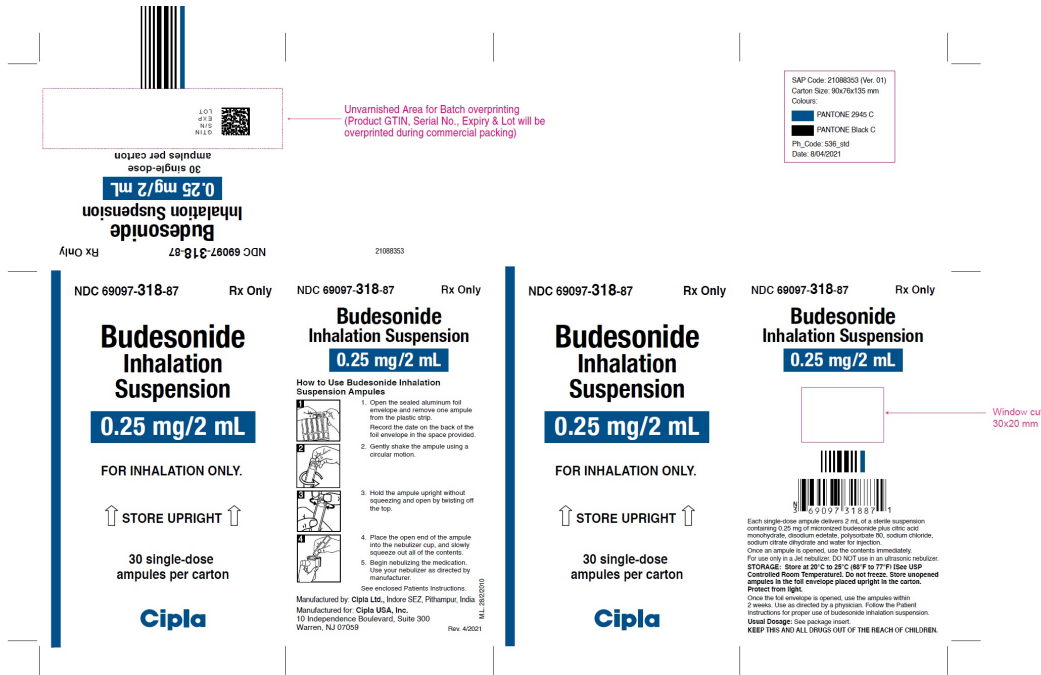 GTIN
S/N
EXP
LOT
30 single-dose
ampules per carton
0.25 mg/2 mL
Budesonide
Inhalation Suspension
NDC 69097-318-87 Rx Only
Unvarnished Area for Batch overprinting
(Product GTIN, Serial No., Expiry & Lot will be
overprinted during commercial packing)
SAP Code: 21088353 (Ver. 01)
Carton Size: 90x76x135 mm
Colours:
PANTONE 2945 C
PANTONE Black C
Ph_Code: 536_std
Date: 8/04/2021
21088353
NDC 69097-318-87 Rx Only
Budesonide
Inhalation
Suspension
0.25 mg/2 mL
FOR INHALATION ONLY.
STORE UPRIGHT
30 single-dose
ampules per carton
Cipla
NDC 69097-318-87 Rx Only
Budesonide
Inhalation Suspension
0.25 mg/2 mL
How to Use Budesonide Inhalation
Suspension Ampules
1
1. Open the sealed aluminum foil
envelope and remove one ampule
from the plastic strip.
Record the date on the back of the
foil envelope in the space provided.
2
2. Gently shake the ampule using a
circular motion.
3
3. Hold the ampule upright without
squeezing and open by twisting off
the top.
4
4. Place the open end of the ampule
into the nebulizer cup, and slowly
squeeze out all of the contents.
5. Begin nebulizing the medication.
Use your nebulizer as directed by
manufacturer.
See enclosed Patients Instructions.
Manufactured by: Cipla Ltd., Indore SEZ, Pithampur, India
Manufactured for: Cipla USA, Inc.
10 Independence Boulevard, Suite 300
Warren, NJ 07059
Rev. 4/2021
M.L. 28/2/2010
NDC 69097-318-87 Rx Only
Budesonide
Inhalation
Suspension
0.25 mg/2 mL
FOR INHALATION ONLY.
STORE UPRIGHT
30 single-dose
ampules per carton
Cipla
NDC 69097-318-87 Rx Only
Budesonide
Inhalation Suspension
0.25 mg/2 mL
Window cu
30x20 mm
N
3 69097 31887 1
Each single-dose ampule delivers 2 mL of a sterile suspension
containing 0.25 mg of micronized budesonide plus citric acid
monohydrate, disodium edetate, polysorbate 80, sodium chloride,
sodium citrate dihydrate and water for injection.
Once an ampule is opened, use the contents immediately.
For use only in a Jet nebulizer. DO NOT use in an ultrasonic nebulizer.
STORAGE: Store at 20°C to 25°C (68°F to 77°F) [See USP
Controlled Room Temperature]. Do not freeze. Store unopened
ampules in the foil envelope placed upright in the carton.
Protect from light.
Once the foil envelope is opened, use the ampules within
2 weeks. Use as directed by a physician. Follow the Patient
Instructions for proper use of budesonide inhalation suspension.
Usual Dosage: See package insert.
KEEP THIS AND ALL DRUGS OUT OF THE REACH OF CHILDREN.